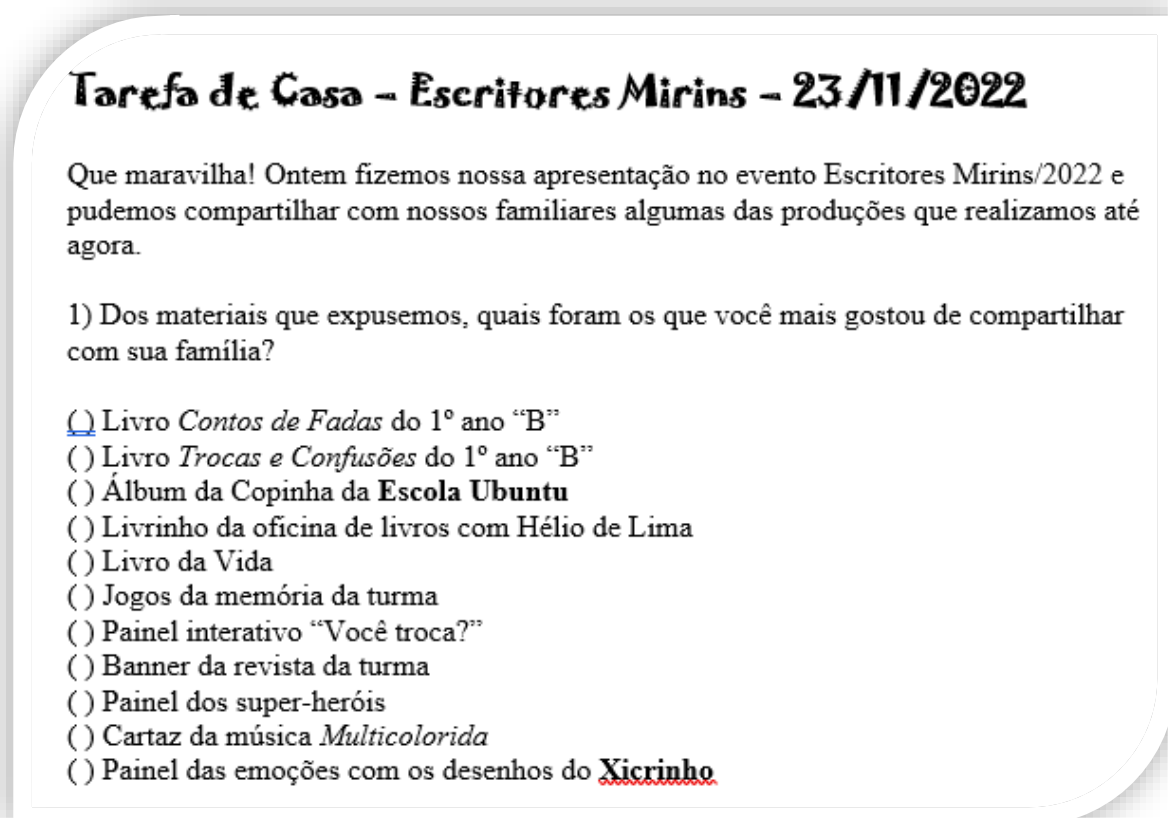 Tarefa de Casa – Escritores Mirins – 23/11/2022
Que maravilha! Ontem fizemos nossa apresentação no evento Escritores Mirins/2022 e
pudemos compartilhar com nossos familiares algumas das produções que realizamos até
agora.
1) Dos materiais que expusemos, quais foram os que você mais gostou de compartilhar
com sua família?
( ) Livro Contos de Fadas do 1º ano “B”
( ) Livro Trocas e Confusões do 1º ano “B”
( ) Álbum da Copinha da Escola Ubuntu
( ) Livrinho da oficina de livros com Hélio de Lima
( ) Livro da Vida
( ) Jogos da memória da turma
( ) Painel interativo “Você troca?”
( ) Banner da revista da turma
( ) Painel dos super-heróis
( ) Cartaz da música Multicolorida
( ) Painel das emoções com os desenhos do Xicrinho